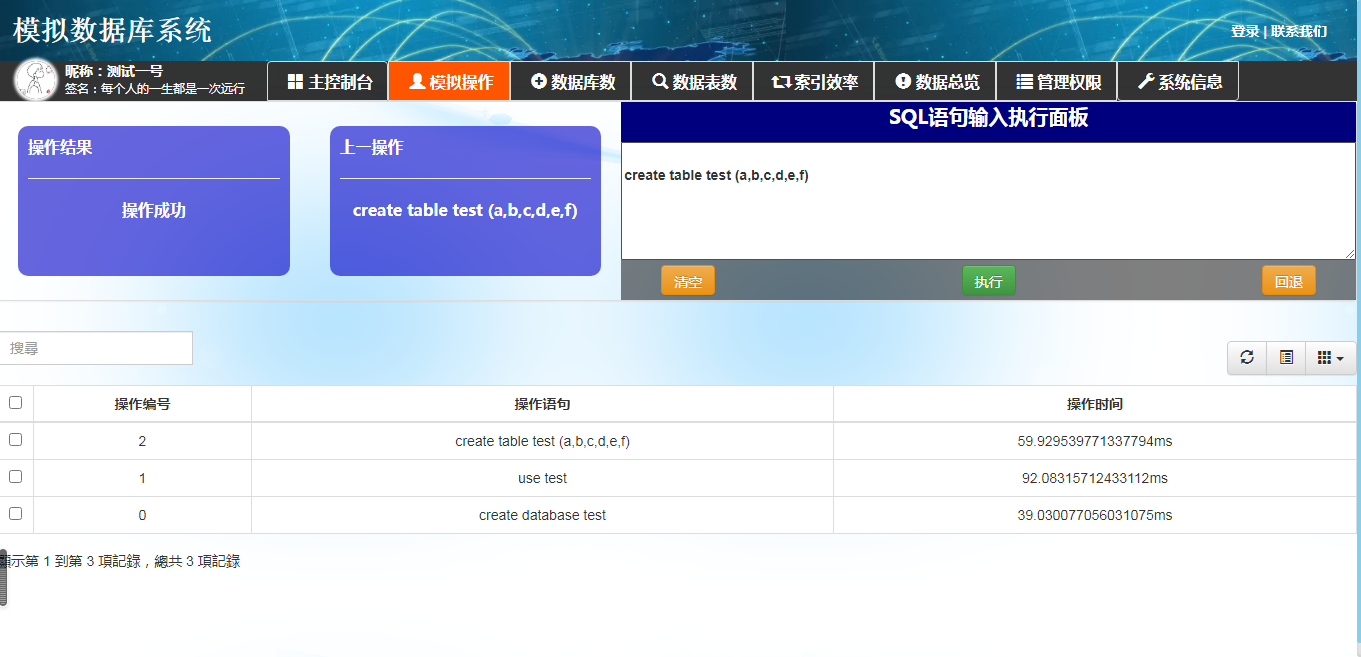 模拟数据库系统
登录 | 联系我们
昵称：测试一号
签名：每个人的一生都是一次远行
主控制台 模拟操作 数据库数 数据表数 索引效率 数据总览 管理权限 系统信息
操作结果
操作成功
上一操作
create table test (a,b,c,d,e,f)
SQL语句输入执行面板
create table test (a,b,c,d,e,f)
清空 执行 回退
搜尋
操作编号 操作语句 操作时间
2 create table test (a,b,c,d,e,f) 59.929539771337794ms
1 use test 92.08315712433112ms
0 create database test 39.030077056031075ms
顯示第 1 到第 3 項記錄，總共 3 項記錄